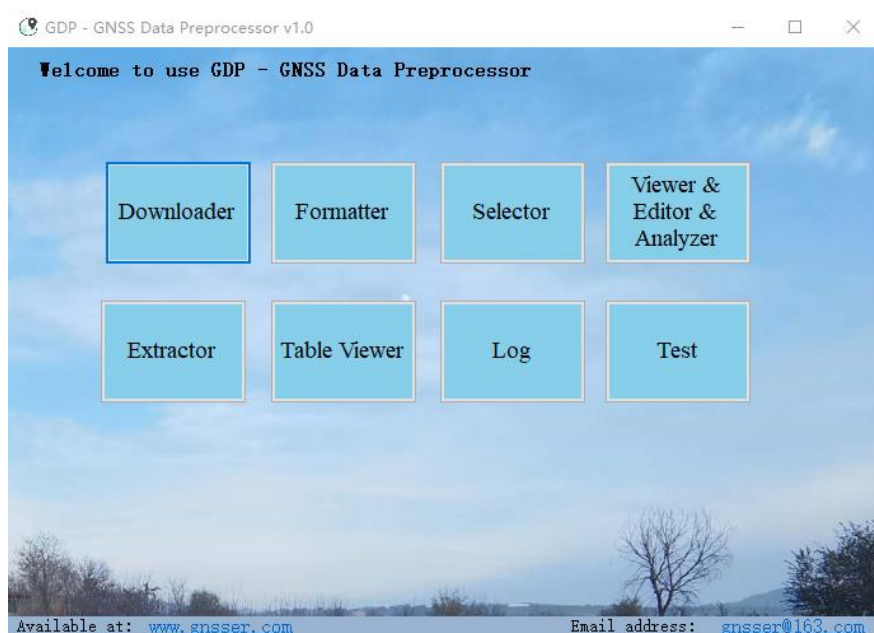 GDP - GNSS Data Preprocessor v1.0
Welcome to use GDP - GNSS Data Preprocessor
Downloader
Formatter
Selector
Viewer &
Editor &
Analyzer
Extractor
Table Viewer
Log
Test
Available at: www.gnsser.com
Email address: gnsser@163.com